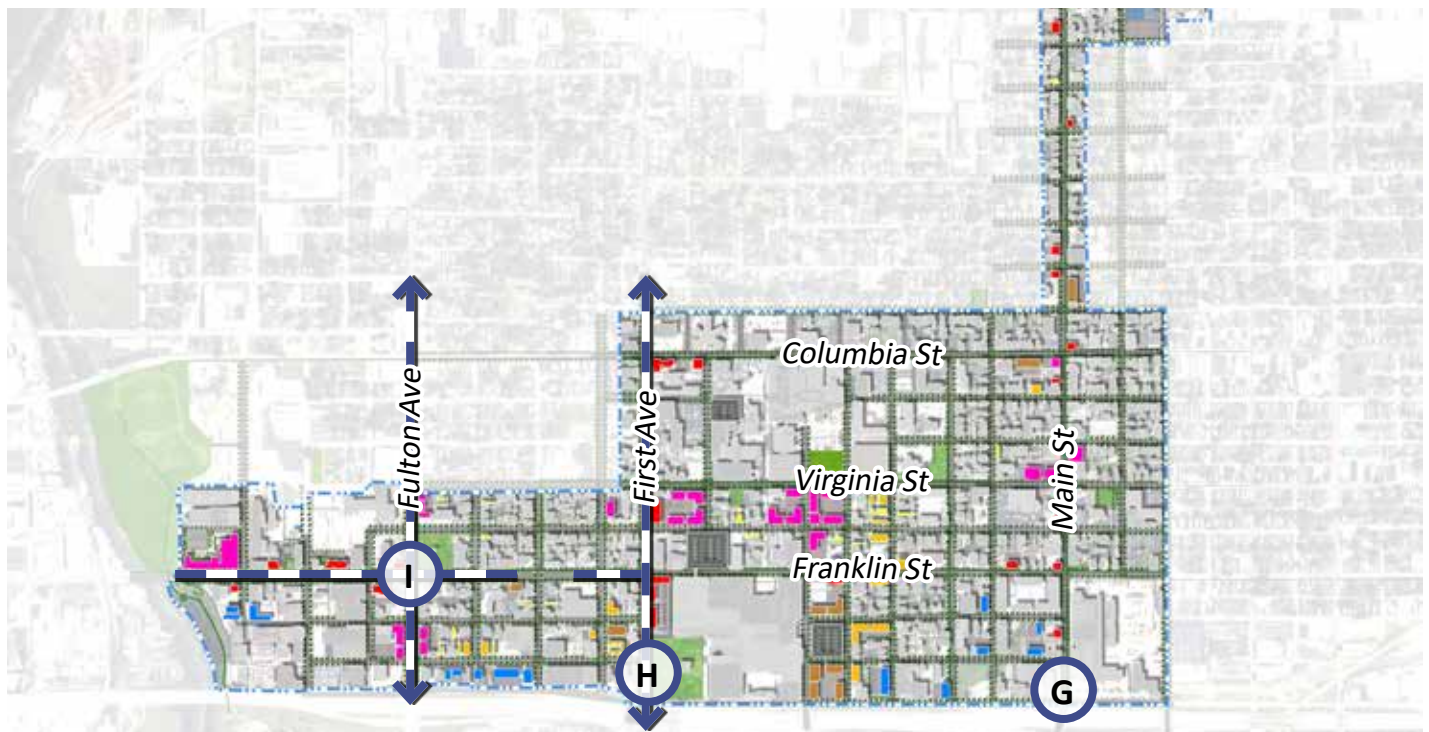 Columbia St
Fulton Ave
First Ave
Virginia St
Main St
Franklin St
I
H
G